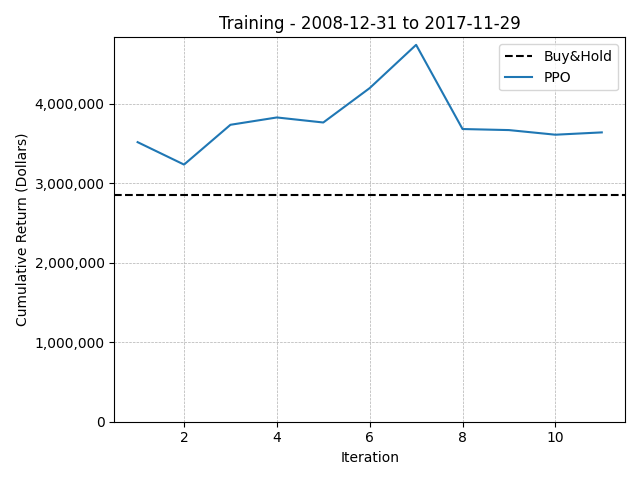 Training - 2008-12-31 to 2017-11-29
Buy&Hold
PPO
Cumulative Return (Dollars)
4,000,000
3,000,000
2,000,000
1,000,000
0
2 4 6 8 10
Iteration